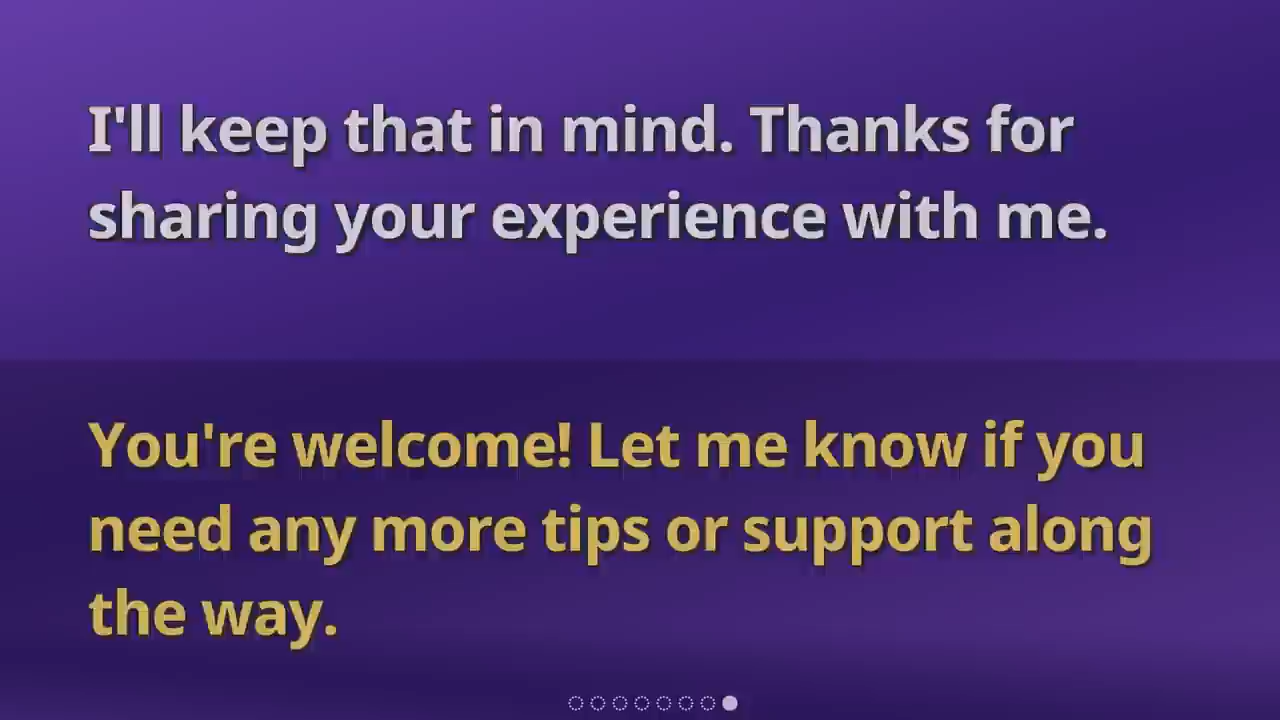 I'll keep that in mind. Thanks for
sharing your experience with me.
You're welcome! Let me know if you
need any more tips or support along
the way.